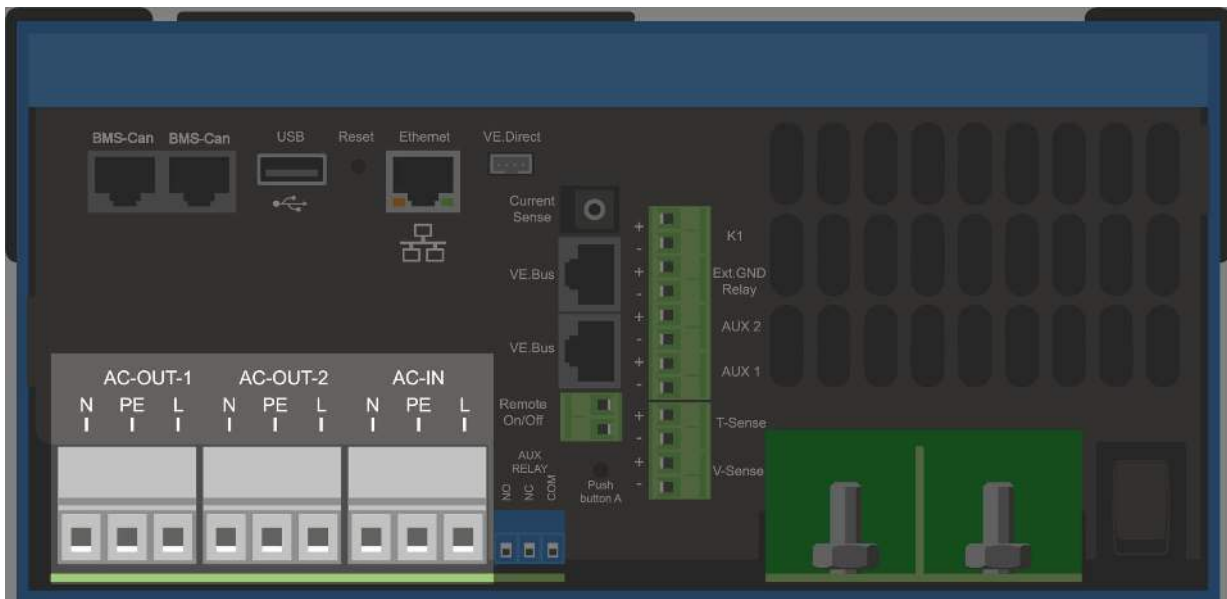 BMS-Can BMS-Can USB Reset Ethernet VE.Direct
Current
Sense
+ K1
-
VE.Bus
+ Ext.GND
- Relay
+ AUX 2
-
VE.Bus
+ AUX 1
-
AC-OUT-1 AC-OUT-2 AC-IN
N PE L N PE L N PE L
Remote
On/Off
+ T-Sense
-
AUX
RELAY
NO NC COM
Push
button A
+ V-Sense
-